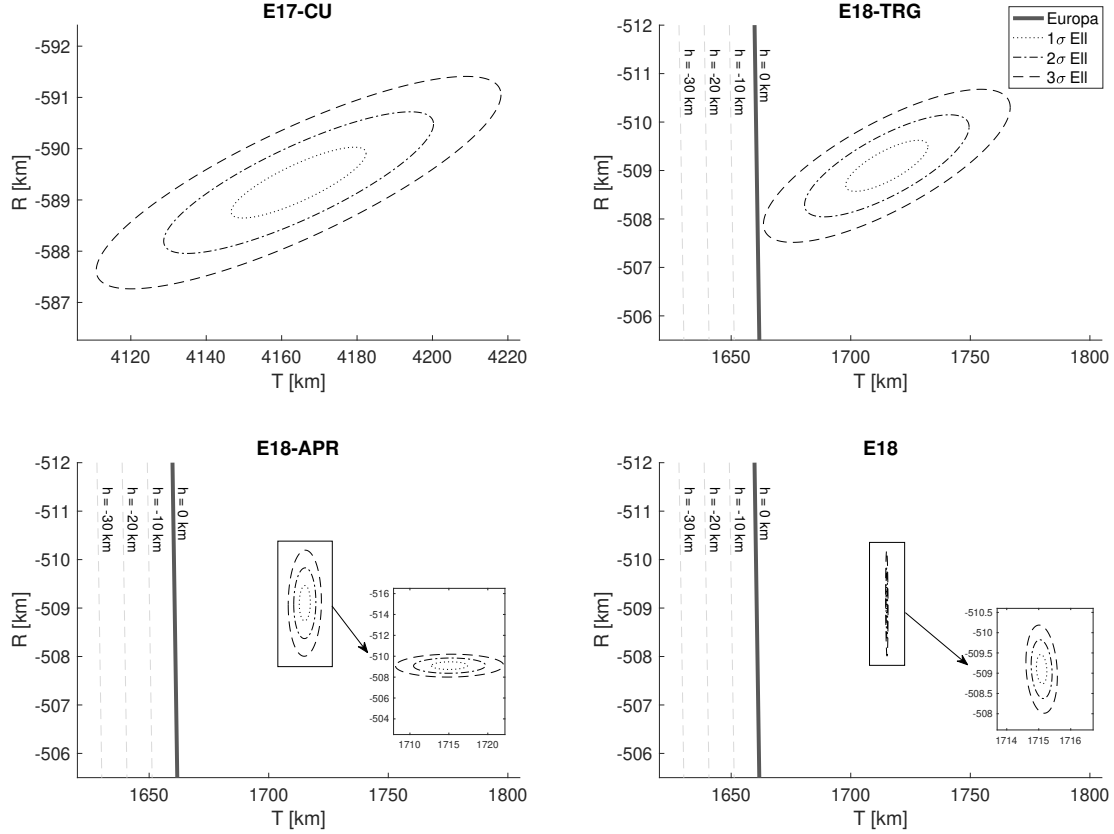 E17-CU
-592
-591
-590
-589
-588
-587
R [km]
4120
4140
4160
4180
4200
4220
T [km]
E18-TRG
-512
-511
-510
-509
-508
-507
-506
R [km]
h = -30 km
h = -20 km
h = -10 km
h = 0 km
Europa
1σ Ell
2σ Ell
3σ Ell
1650
1700
1750
1800
T [km]
E18-APR
-512
-511
-510
-509
-508
-507
-506
R [km]
h = -30 km
h = -20 km
h = -10 km
h = 0 km
-516
-514
-512
-510
-508
-506
-504
1710
1715
1720
1650
1700
1750
1800
T [km]
E18
-512
-511
-510
-509
-508
-507
-506
R [km]
h = -30 km
h = -20 km
h = -10 km
h = 0 km
-510.5
-510
-509.5
-509
-508.5
-508
1714
1715
1716
1650
1700
1750
1800
T [km]